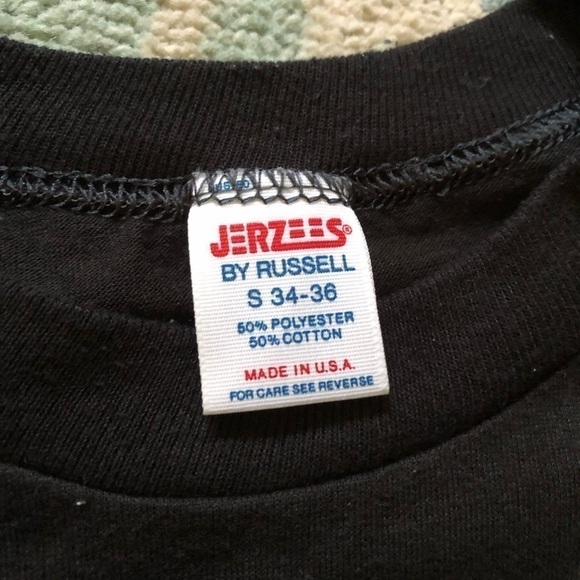 JERZEES®
BY RUSSELL
S 34-36
50% POLYESTER
50% COTTON
MADE IN U.S.A.
FOR CARE SEE REVERSE